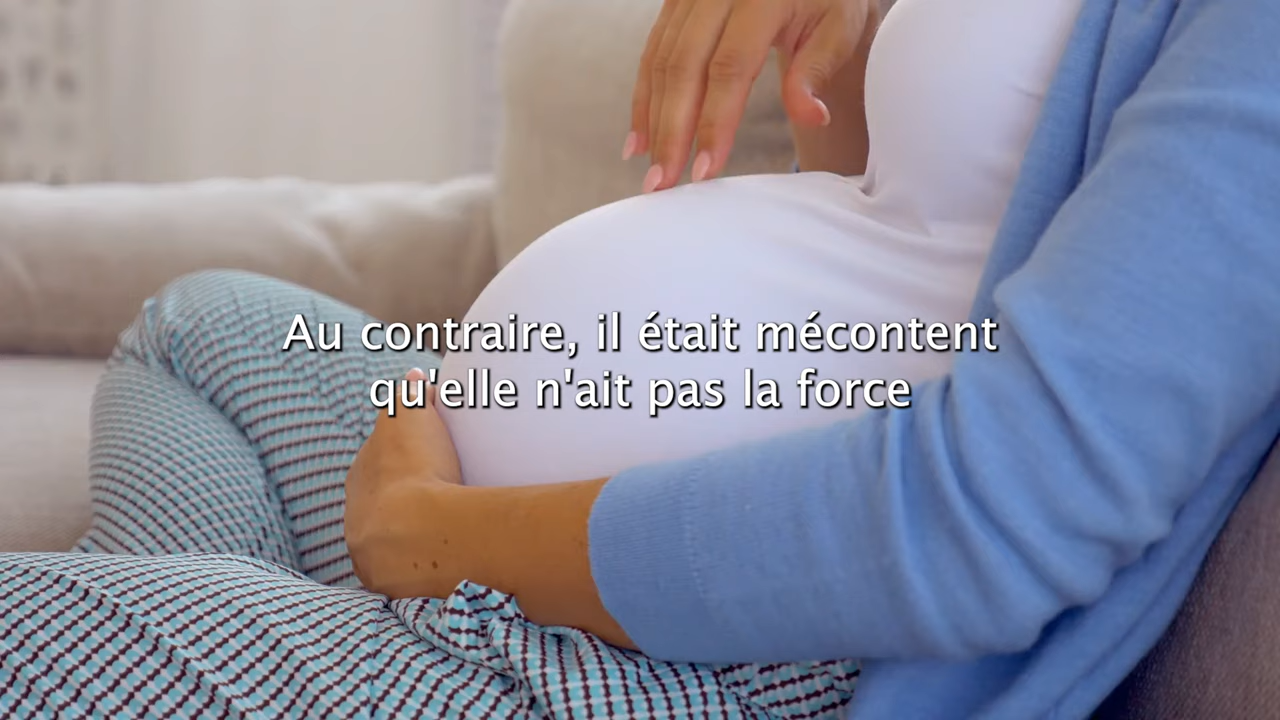 Au contraire, il était mécontent
qu'elle n'ait pas la force